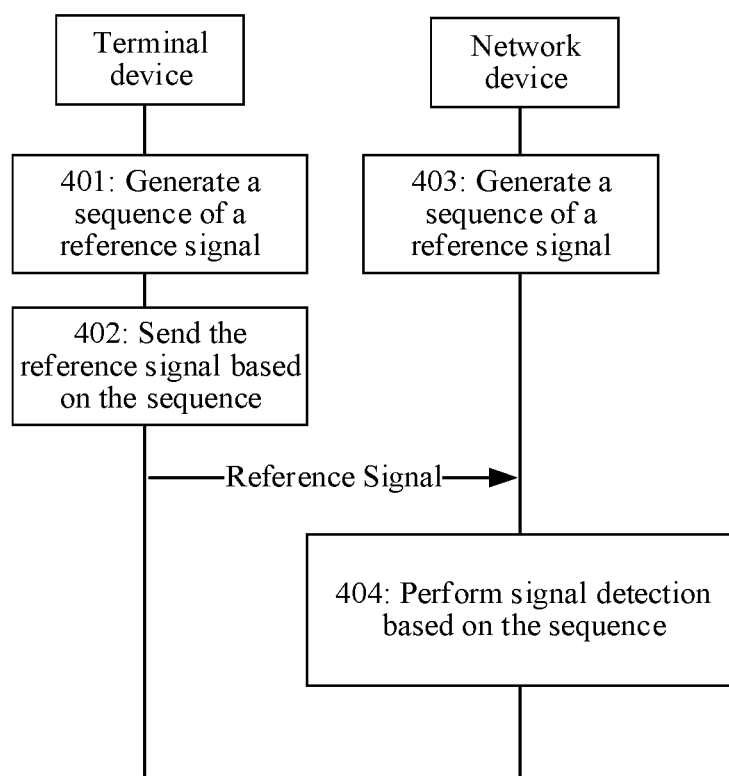 Terminal
device
Network
device
401: Generate a
sequence of a
reference signal
403: Generate a
sequence of a
reference signal
402: Send the
reference signal based
on the sequence
Reference Signal
404: Perform signal detection
based on the sequence